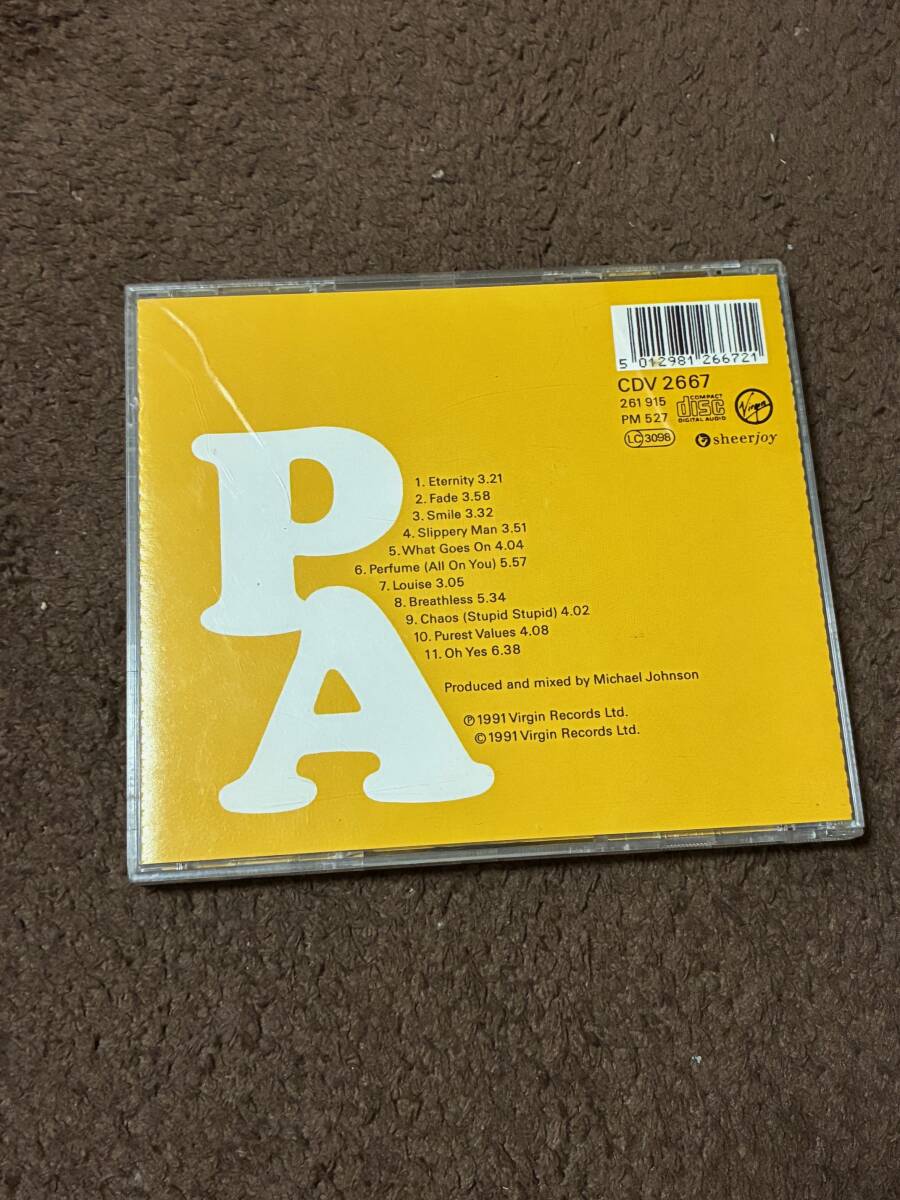 5 012981 266721
CDV 2667
261 915
PM 527
COMPACT
disc
DIGITAL AUDIO
Virgin
LC 3098
sheerjoy
P
A
1. Eternity 3.21
2. Fade 3.58
3. Smile 3.32
4. Slippery Man 3.51
5. What Goes On 4.04
6. Perfume (All On You) 5.57
7. Louise 3.05
8. Breathless 5.34
9. Chaos (Stupid Stupid) 4.02
10. Purest Values 4.08
11. Oh Yes 6.38
Produced and mixed by Michael Johnson
℗ 1991 Virgin Records Ltd.
© 1991 Virgin Records Ltd.